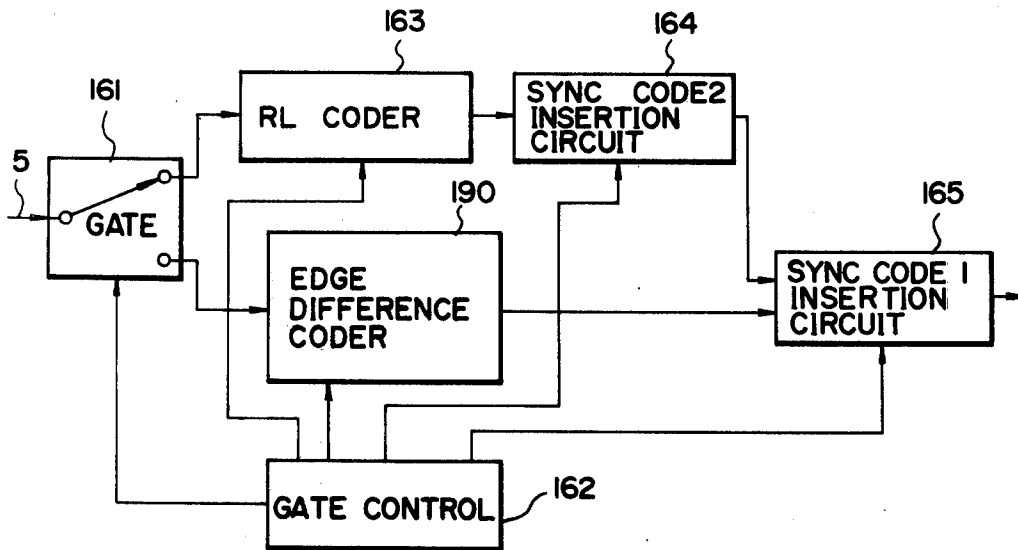 163
164
161
RL CODER
SYNC CODE2
INSERTION
CIRCUIT
5
GATE
190
165
EDGE
DIFFERENCE
CODER
SYNC CODE 1
INSERTION
CIRCUIT
GATE CONTROL
162